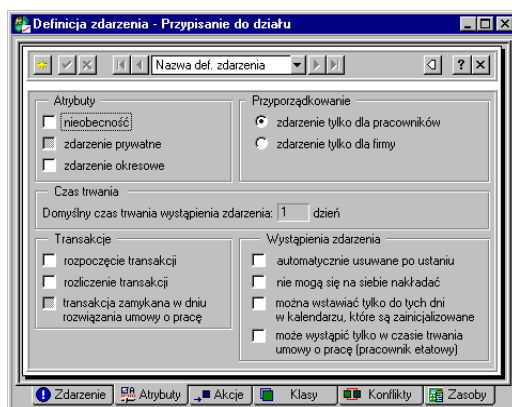 Definicja zdarzenia - Przypisanie do działu
Nazwa def. zdarzenia
Atrybuty
nieobecność
zdarzenie prywatne
zdarzenie okresowe
Przyporządkowanie
zdarzenie tylko dla pracowników
zdarzenie tylko dla firmy
Czas trwania
Domyślny czas trwania wystąpienia zdarzenia: 1 dzień
Transakcje
rozpoczęcie transakcji
rozliczenie transakcji
transakcja zamykana w dniu
rozwiązania umowy o pracę
Wystąpienia zdarzenia
automatycznie usuwane po ustaniu
nie mogą się na siebie nakładać
można wstawiać tylko do tych dni
w kalendarzu, które są zainicjalizowane
może wystąpić tylko w czasie trwania
umowy o pracę (pracownik etatowy)
Zdarzenie Atrybuty Akcje Klasy Konflikty Zasoby